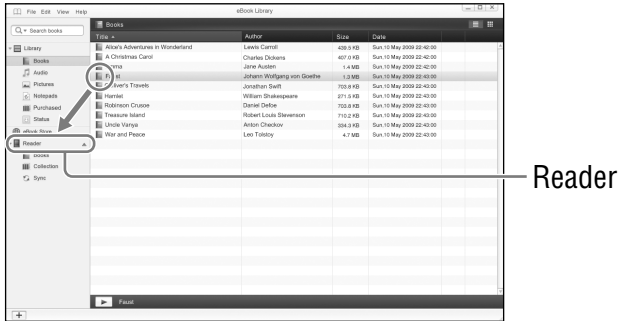 File Edit View Help
eBook Library
Search books
Books
Title Author Size Date
Library
Books
Audio
Pictures
Notepads
Purchased
Status
eBook Store
Reader
Books
Collection
Sync
Alice's Adventures in Wonderland Lewis Carroll 439.5 KB Sun,10 May 2009 22:42:00
A Christmas Carol Charles Dickens 407.0 KB Sun,10 May 2009 22:42:00
Jane Austen 1.4 MB Sun,10 May 2009 22:42:00
Johann Wolfgang von Goethe 1.3 MB Sun,10 May 2009 22:43:00
Travels Jonathan Swift 703.8 KB Sun,10 May 2009 22:43:00
Hamlet William Shakespeare 271.5 KB Sun,10 May 2009 22:43:00
Robinson Crusoe Daniel Defoe 703.8 KB Sun,10 May 2009 22:43:00
Treasure Island Robert Louis Stevenson 710.2 KB Sun,10 May 2009 22:43:00
Uncle Vanya Anton Checkov 334.3 KB Sun,10 May 2009 22:43:00
War and Peace Leo Tolstoy 4.7 MB Sun,10 May 2009 22:43:00
Faust
Reader